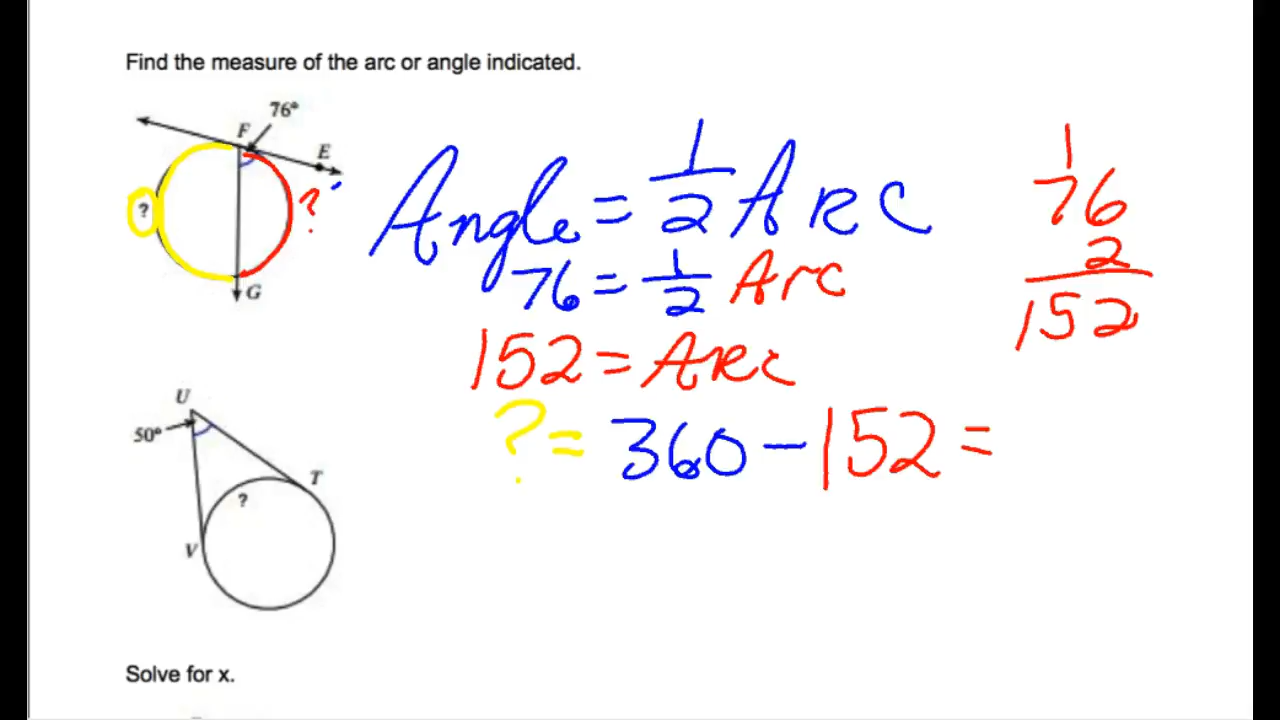 Find the measure of the arc or angle indicated.
76°
F
E
?
?
G
Angle = 1/2 Arc
76 = 1/2 Arc
152 = Arc
? = 360 - 152 =
1
76
2
152
U
50°
T
?
V
Solve for x.